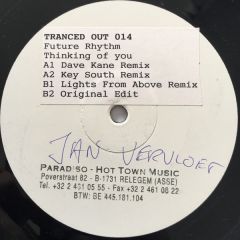 TRANCED OUT 014
Future Rhythm
Thinking of you
A1 Dave Kane Remix
A2 Key South Remix
B1 Lights From Above Remix
B2 Original Edit
JAN VERVLOET
PARADISO - HOT TOWN MUSIC
Poverstraat 82 - B-1731 RELEGEM (ASSE)
Tel. +32 2 461 05 55 - Fax +32 2 461 08 22
BTW: BE 445.181.104